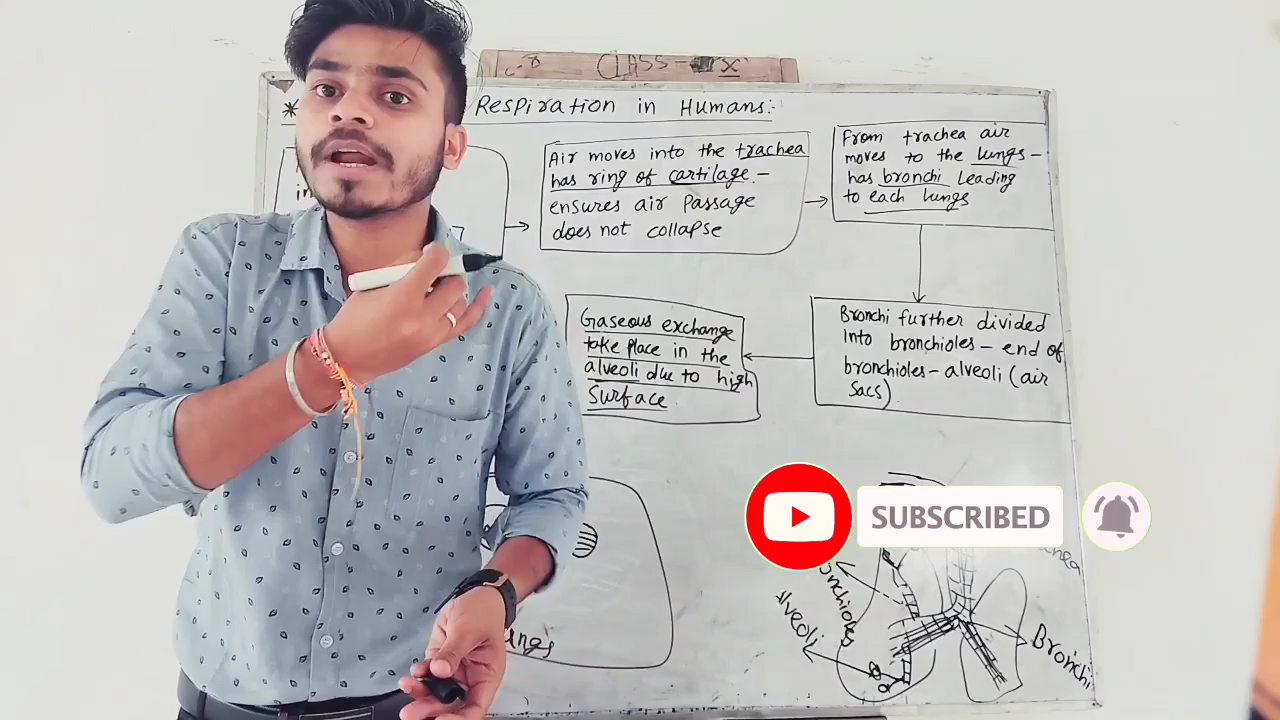 CLASS - X
* Respiration in Humans:-
in
Air moves into the trachea
has ring of cartilage -
ensures air passage
does not collapse
From trachea air
moves to the lungs -
has bronchi leading
to each lungs
Bronchi further divided
into bronchioles - end of
bronchioles - alveoli (air
sacs)
Gaseous exchange
take place in the
alveoli due to high
surface
SUBSCRIBED
alveoli
Bronchi